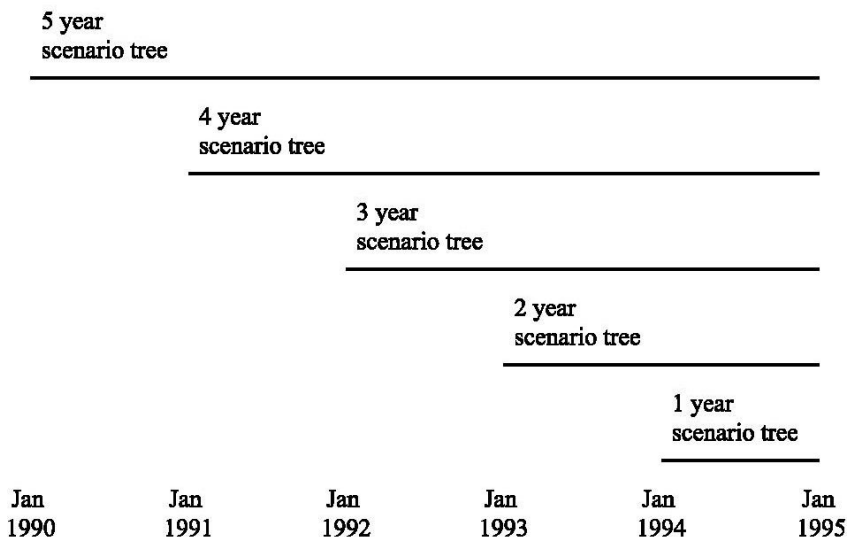 5 year
scenario tree
4 year
scenario tree
3 year
scenario tree
2 year
scenario tree
1 year
scenario tree
Jan Jan Jan Jan Jan Jan
1990 1991 1992 1993 1994 1995